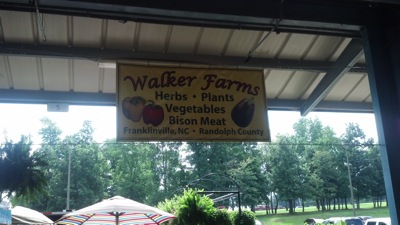 Walker Farms
Herbs • Plants
Vegetables
Bison Meat
Franklinville, NC • Randolph County